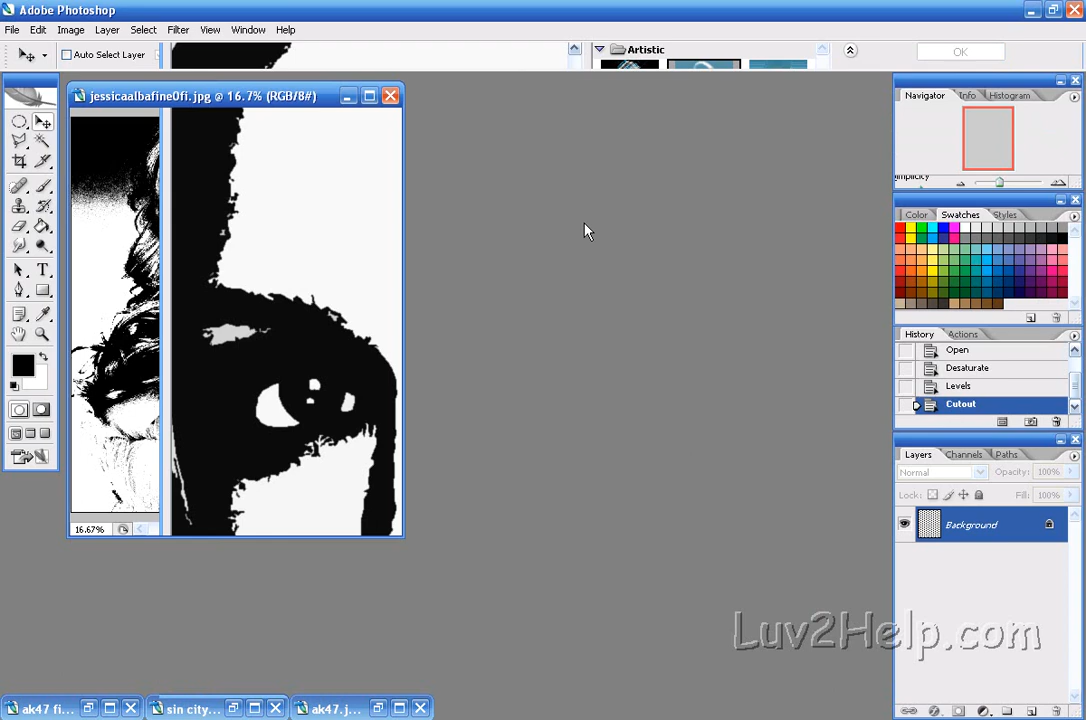 Adobe Photoshop
File Edit Image Layer Select Filter View Window Help
Auto Select Layer
Artistic
OK
jessicaalbafine0fi.jpg @ 16.7% (RGB/8#)
16.67%
Navigator Info Histogram
Color Swatches Styles
History Actions
Open
Desaturate
Levels
Cutout
Layers Channels Paths
Normal Opacity: 100%
Lock: Fill: 100%
Background
Luv2Help.com
ak47 fi... sin city... ak47.j...